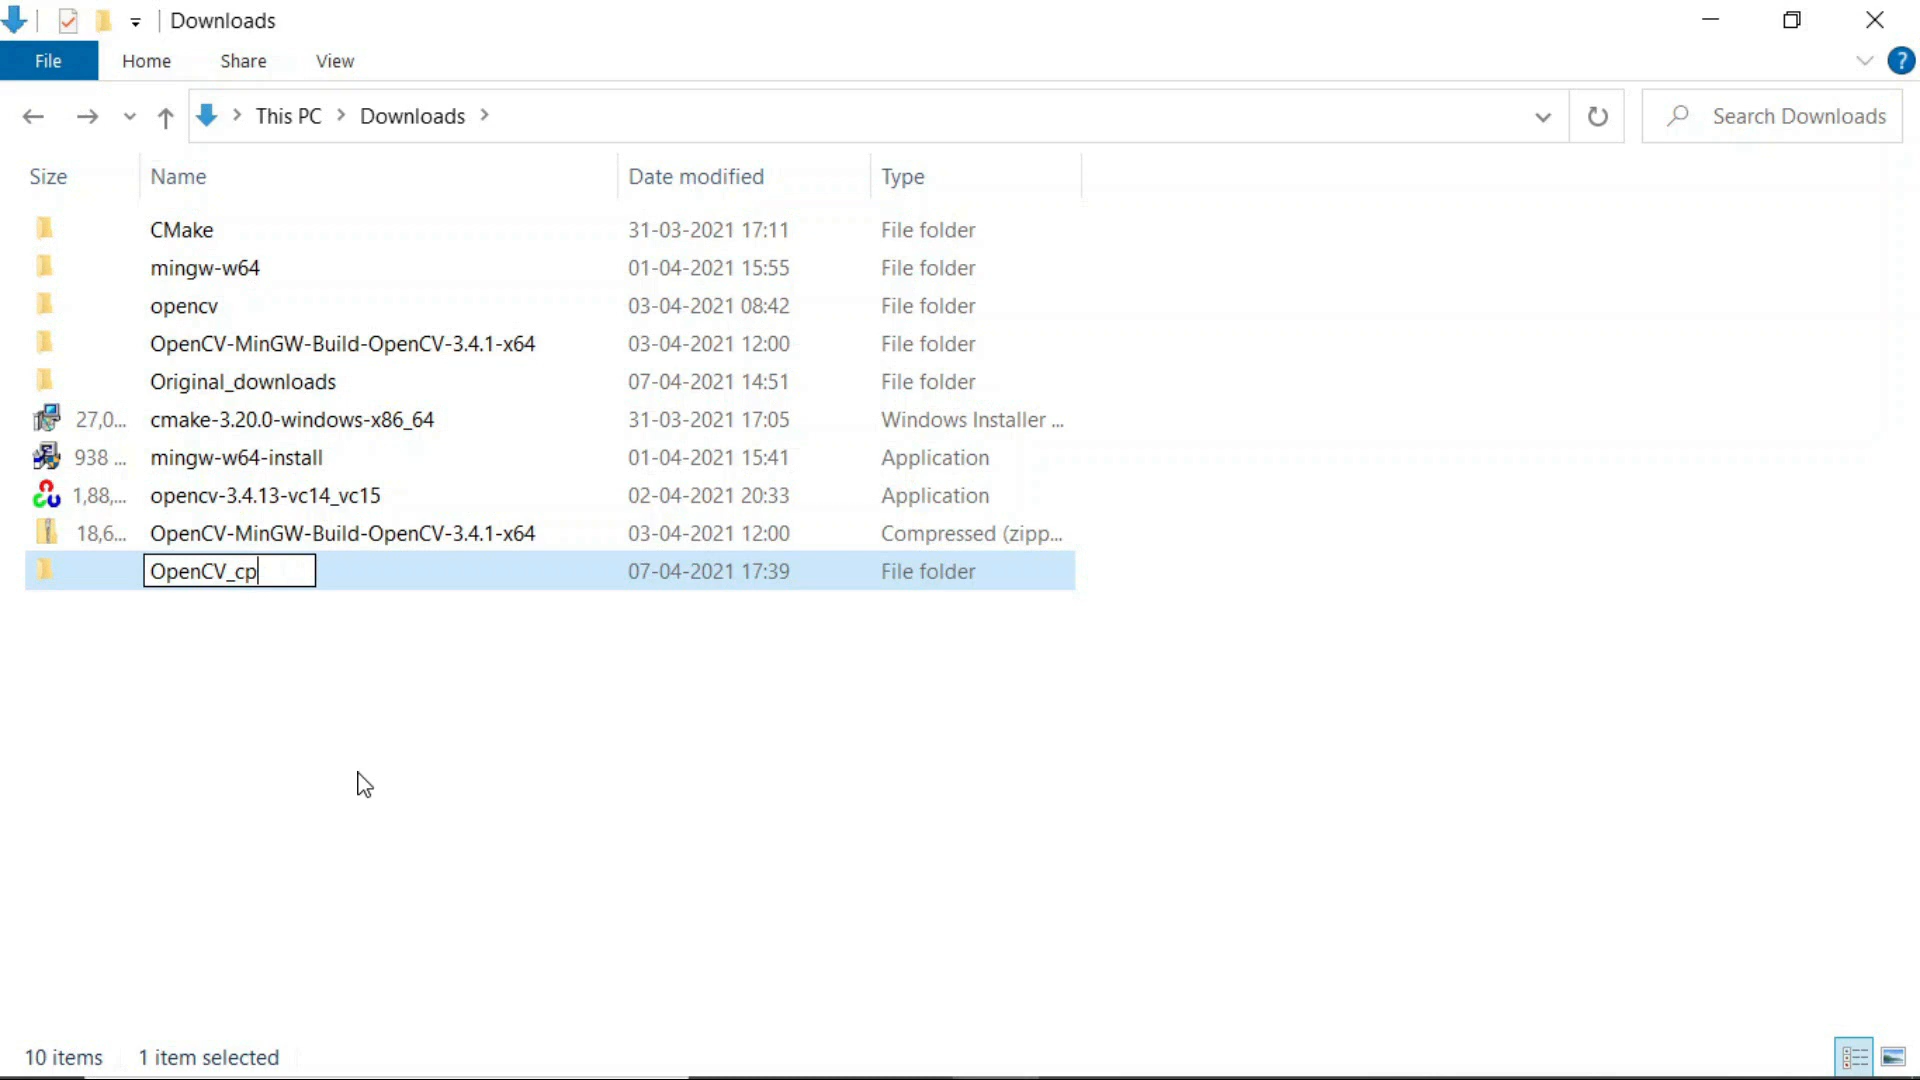 Downloads
File Home Share View
This PC Downloads
Search Downloads
Size Name Date modified Type
CMake 31-03-2021 17:11 File folder
mingw-w64 01-04-2021 15:55 File folder
opencv 03-04-2021 08:42 File folder
OpenCV-MinGW-Build-OpenCV-3.4.1-x64 03-04-2021 12:00 File folder
Original_downloads 07-04-2021 14:51 File folder
27,0... cmake-3.20.0-windows-x86_64 31-03-2021 17:05 Windows Installer ...
938 ... mingw-w64-install 01-04-2021 15:41 Application
1,88,... opencv-3.4.13-vc14_vc15 02-04-2021 20:33 Application
18,6... OpenCV-MinGW-Build-OpenCV-3.4.1-x64 03-04-2021 12:00 Compressed (zipp...
OpenCV_cp 07-04-2021 17:39 File folder
10 items 1 item selected